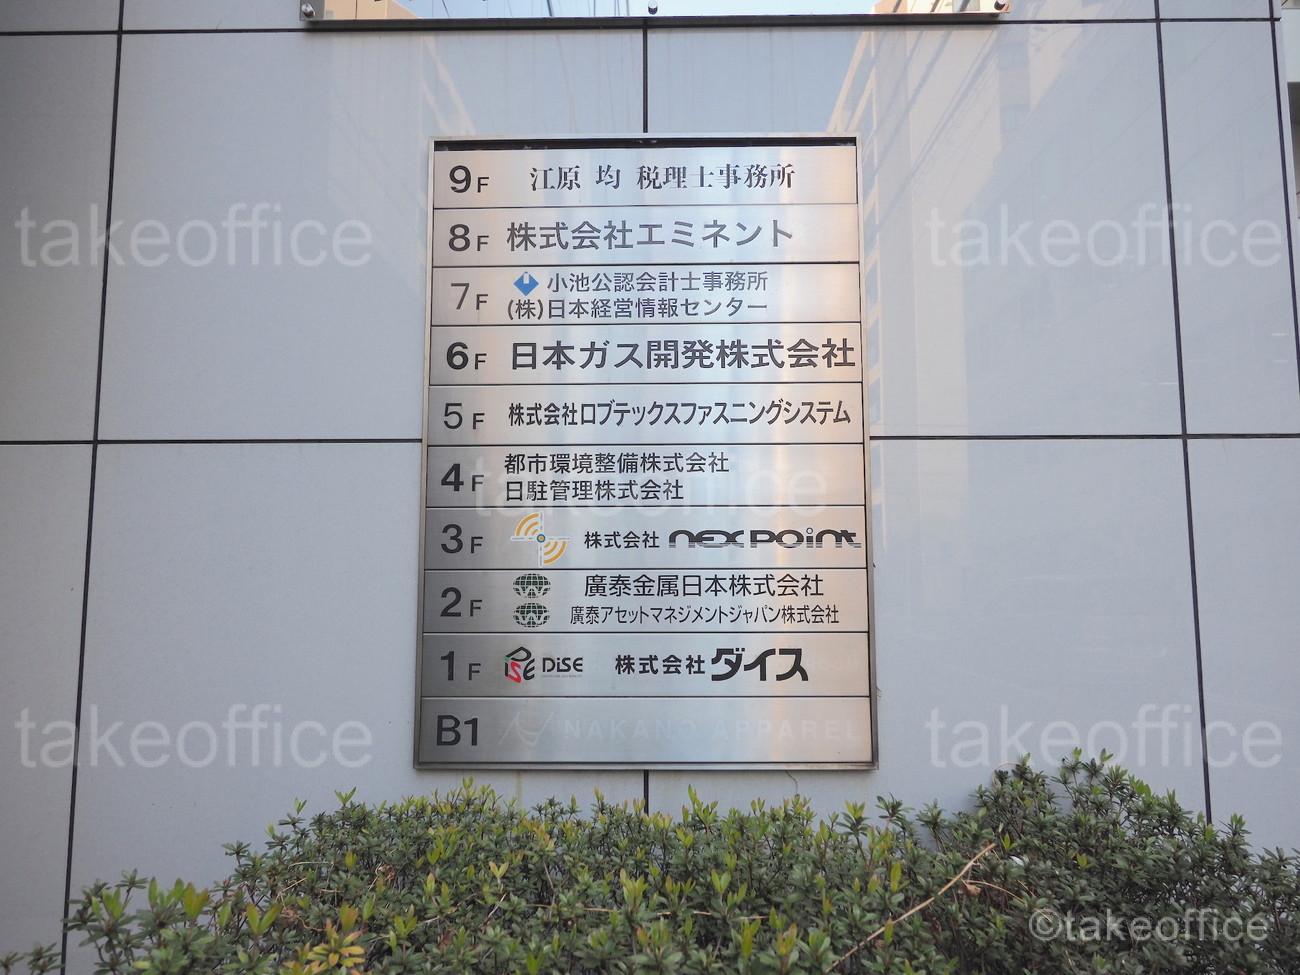 9F 江原 均 税理士事務所
8F 株式会社エミネント
7F 小池公認会計士事務所
(株)日本経営情報センター
6F 日本ガス開発株式会社
5F 株式会社ロブテックスファスニングシステム
4F 都市環境整備株式会社
日駐管理株式会社
3F 株式会社 nex point
2F 廣泰金属日本株式会社
廣泰アセットマネジメントジャパン株式会社
1F DiSE DiSE 株式会社ダイス
B1 NAKANO APPAREL
takeoffice
takeoffice
takeoffice
takeoffice
takeoffice
©takeoffice